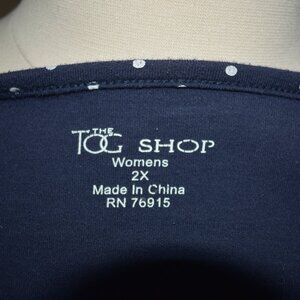 THE
TOG SHOP
Womens
2X
Made In China
RN 76915